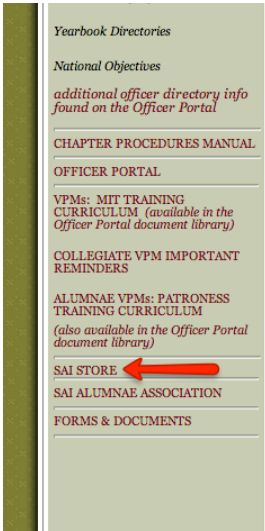 Yearbook Directories
National Objectives
additional officer directory info
found on the Officer Portal
CHAPTER PROCEDURES MANUAL
OFFICER PORTAL
VPMs: MIT TRAINING
CURRICULUM (available in the
Officer Portal document library)
COLLEGIATE VPM IMPORTANT
REMINDERS
ALUMNAE VPMs: PATRONESS
TRAINING CURRICULUM
(also available in the Officer Portal
document library)
SAI STORE
SAI ALUMNAE ASSOCIATION
FORMS & DOCUMENTS